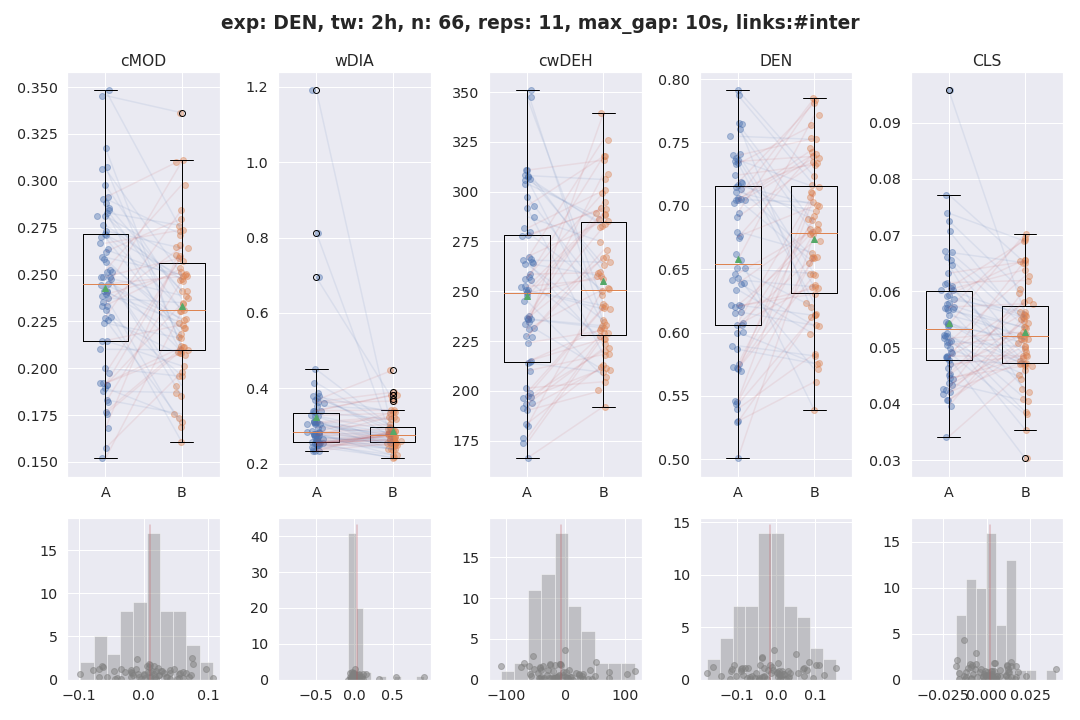 exp: DEN, tw: 2h, n: 66, reps: 11, max_gap: 10s, links:#inter
cMOD wDIA cwDEH DEN CLS
0.350 0.325 0.300 0.275 0.250 0.225 0.200 0.175 0.150
A B
1.2 1.0 0.8 0.6 0.4 0.2
A B
350 325 300 275 250 225 200 175
A B
0.80 0.75 0.70 0.65 0.60 0.55 0.50
A B
0.09 0.08 0.07 0.06 0.05 0.04 0.03
A B
15 10 5 0
−0.1 0.0 0.1
40 30 20 10 0
−0.5 0.0 0.5
15 10 5 0
−100 0 100
15 10 5 0
−0.1 0.0 0.1
15 10 5 0
−0.025 0.000 0.025